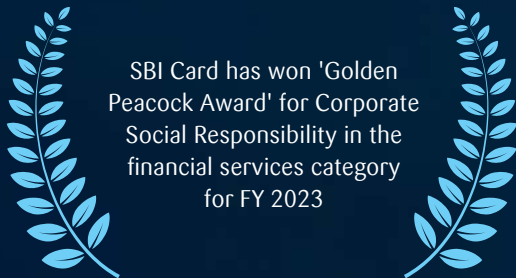 SBI Card has won 'Golden
Peacock Award' for Corporate
Social Responsibility in the
financial services category
for FY 2023